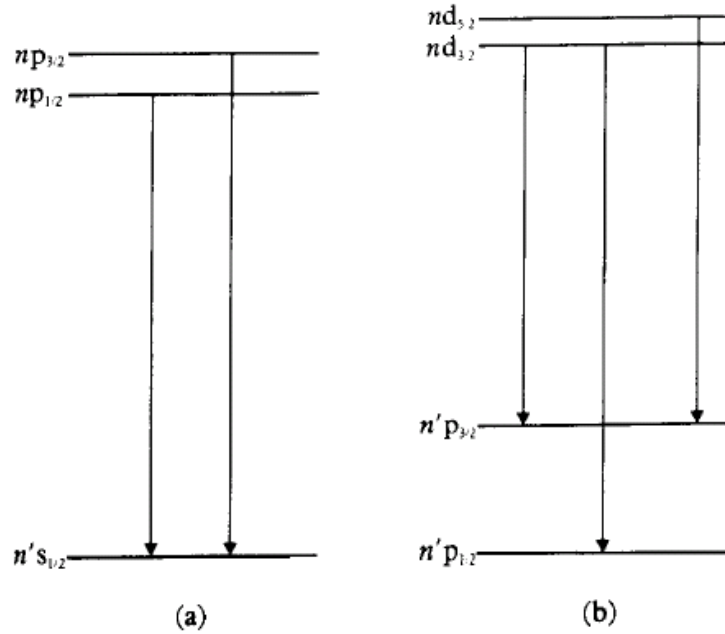 np₃/₂
np₁/₂
n's₁/₂
(a)
nd₅/₂
nd₃/₂
n'p₃/₂
n'p₁/₂
(b)